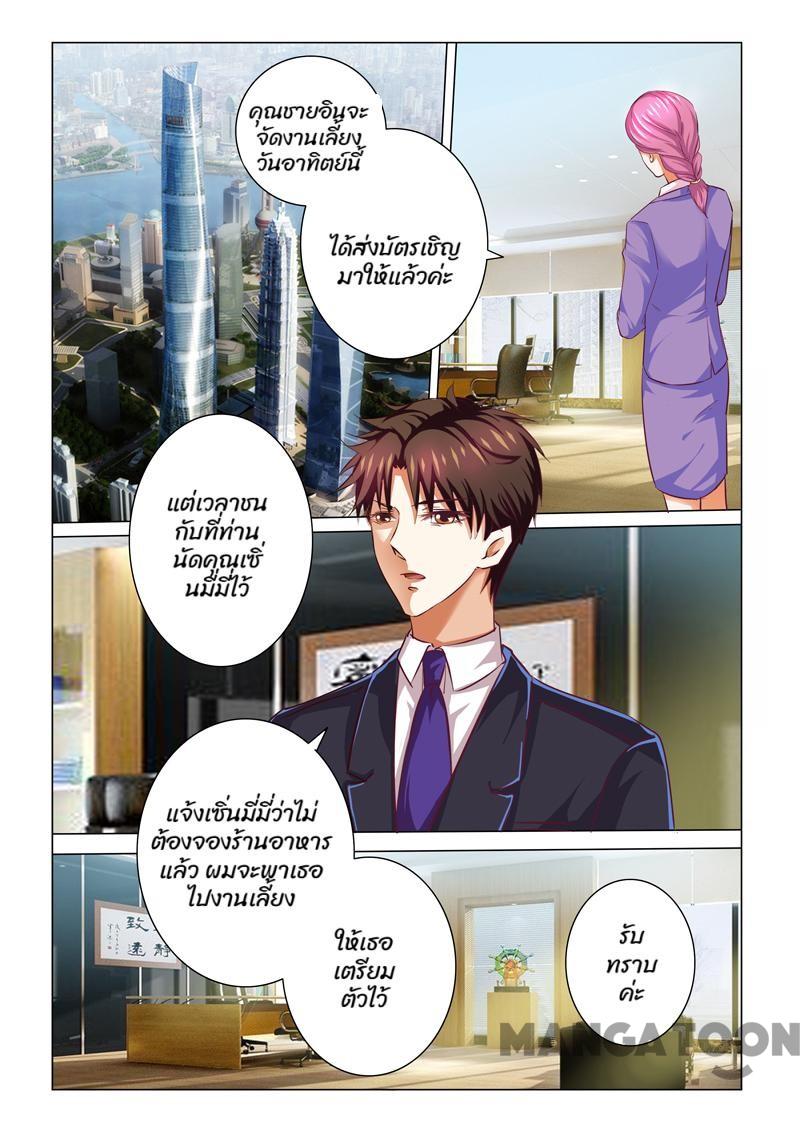 คุณชายอินจะ
จัดงานเลี้ยง
วันอาทิตย์นี้
ได้ส่งบัตรเชิญ
มาให้แล้วค่ะ
แต่เวลาชน
กับที่ท่าน
นัดคุณเซิ่
นมี่มี่ไว้
แจ้งเซิ่นมี่มี่ว่าไม่
ต้องจองร้านอาหาร
แล้ว ผมจะพาเธอ
ไปงานเลี้ยง
ให้เธอ
เตรียม
ตัวไว้
รับ
ทราบ
ค่ะ
致
静
遠
MANGATOON